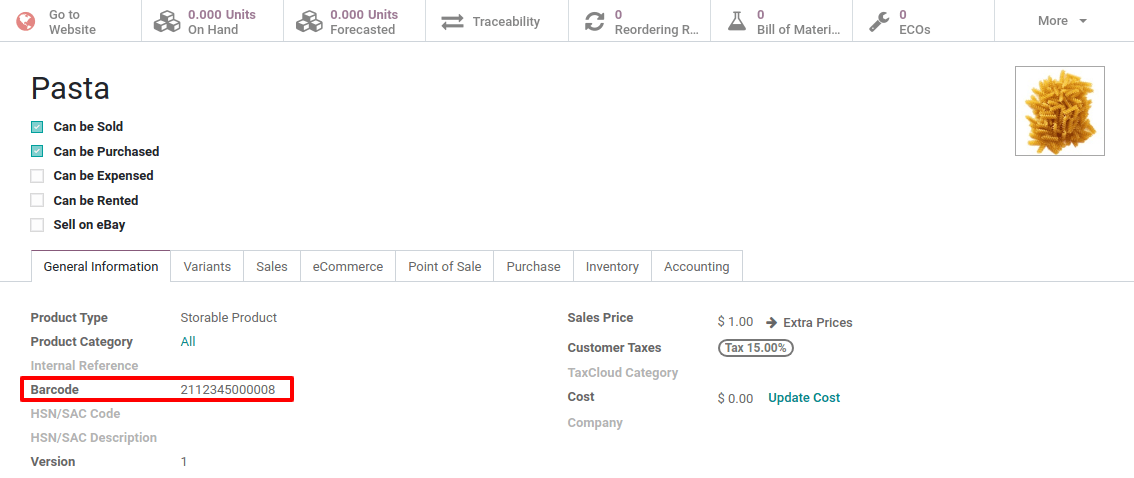 Go to Website
0.000 Units On Hand
0.000 Units Forecasted
Traceability
0 Reordering R...
0 Bill of Materi...
0 ECOs
More
Pasta
Can be Sold
Can be Purchased
Can be Expensed
Can be Rented
Sell on eBay
General Information Variants Sales eCommerce Point of Sale Purchase Inventory Accounting
Product Type Storable Product
Product Category All
Internal Reference
Barcode 2112345000008
HSN/SAC Code
HSN/SAC Description
Version 1
Sales Price $ 1.00 Extra Prices
Customer Taxes Tax 15.00%
TaxCloud Category
Cost $ 0.00 Update Cost
Company